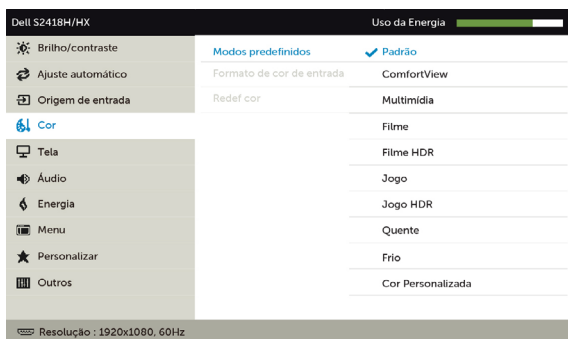 Dell S2418H/HX
Uso da Energia
Brilho/contraste
Ajuste automático
Origem de entrada
Cor
Tela
Áudio
Energia
Menu
Personalizar
Outros
Modos predefinidos
Formato de cor de entrada
Redef cor
Padrão
ComfortView
Multimídia
Filme
Filme HDR
Jogo
Jogo HDR
Quente
Frio
Cor Personalizada
Resolução : 1920x1080, 60Hz